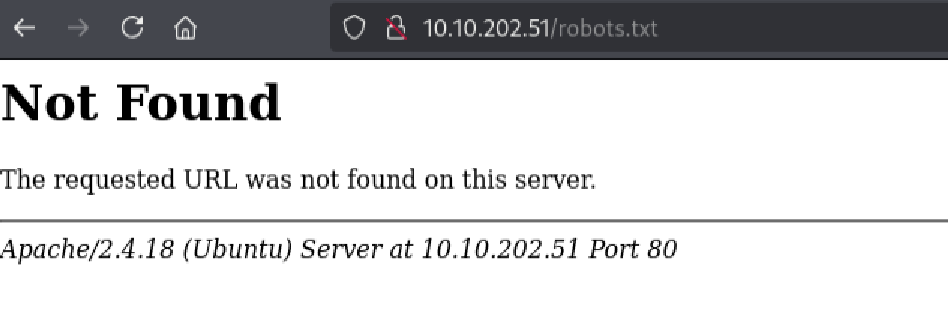 10.10.202.51/robots.txt
Not Found
The requested URL was not found on this server.
Apache/2.4.18 (Ubuntu) Server at 10.10.202.51 Port 80